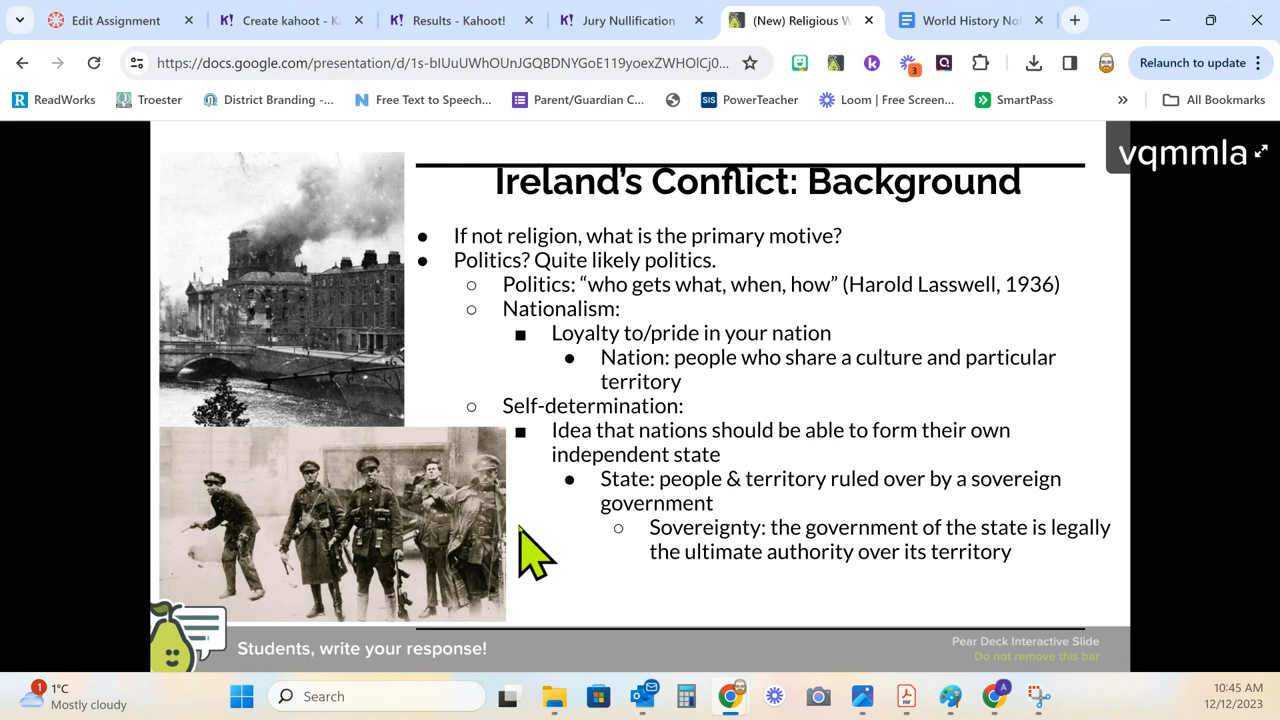 Edit Assignment
Create kahoot - K
Results - Kahoot!
Jury Nullification
(New) Religious W
World History No
https://docs.google.com/presentation/d/1s-blUuUWhOUnJGQBDNYGoE119yoexZWHOlCj0...
3
Relaunch to update
ReadWorks
Troester
District Branding -...
Free Text to Speech...
Parent/Guardian C...
SIS
PowerTeacher
Loom | Free Screen...
SmartPass
All Bookmarks
vqmmla
Ireland's Conflict: Background
● If not religion, what is the primary motive?
● Politics? Quite likely politics.
○ Politics: “who gets what, when, how” (Harold Lasswell, 1936)
○ Nationalism:
■ Loyalty to/pride in your nation
● Nation: people who share a culture and particular
territory
○ Self-determination:
■ Idea that nations should be able to form their own
independent state
● State: people & territory ruled over by a sovereign
government
○ Sovereignty: the government of the state is legally
the ultimate authority over its territory
Students, write your response!
Pear Deck Interactive Slide
Do not remove this bar
1
1°C
Mostly cloudy
Search
10:45 AM
12/12/2023